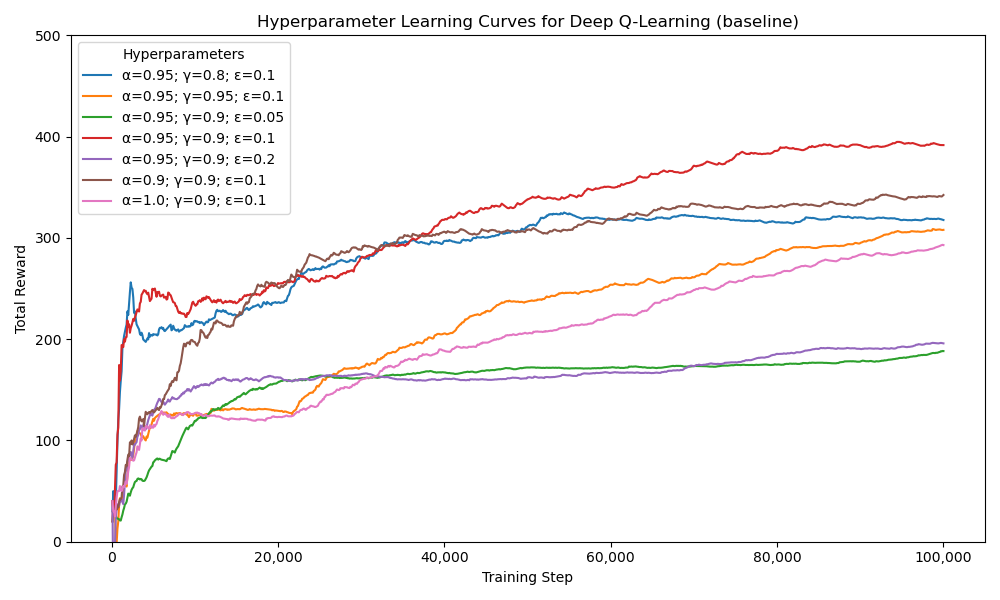 Hyperparameter Learning Curves for Deep Q-Learning (baseline)
500
400
300
200
100
0
Total Reward
Hyperparameters
α=0.95; γ=0.8; ε=0.1
α=0.95; γ=0.95; ε=0.1
α=0.95; γ=0.9; ε=0.05
α=0.95; γ=0.9; ε=0.1
α=0.95; γ=0.9; ε=0.2
α=0.9; γ=0.9; ε=0.1
α=1.0; γ=0.9; ε=0.1
0 20,000 40,000 60,000 80,000 100,000
Training Step